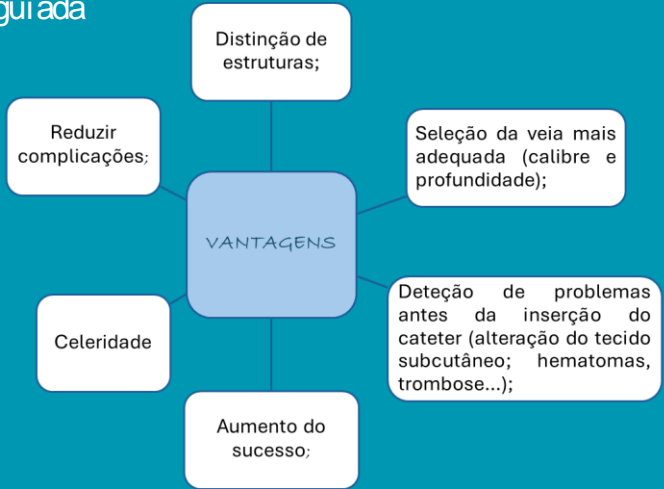 guiada
Distinção de
estruturas;
Reduzir
complicações;
Seleção da veia mais
adequada (calibre e
profundidade);
VANTAGENS
Deteção de problemas
antes da inserção do
cateter (alteração do tecido
subcutâneo; hematomas,
trombose...);
Celeridade
Aumento do
sucesso;